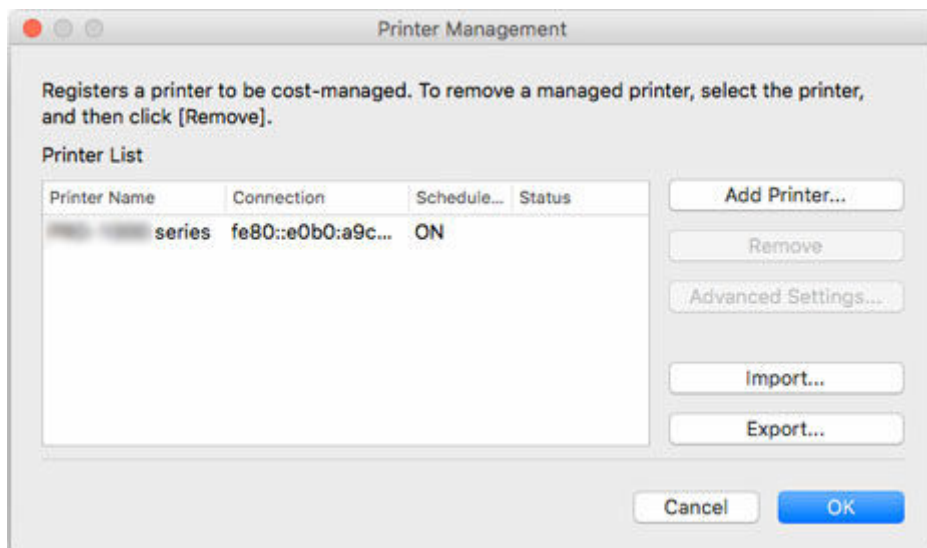 Printer Management
Registers a printer to be cost-managed. To remove a managed printer, select the printer,
and then click [Remove].
Printer List
Printer Name Connection Schedule... Status
series fe80::e0b0:a9c... ON
Add Printer...
Remove
Advanced Settings...
Import...
Export...
Cancel OK